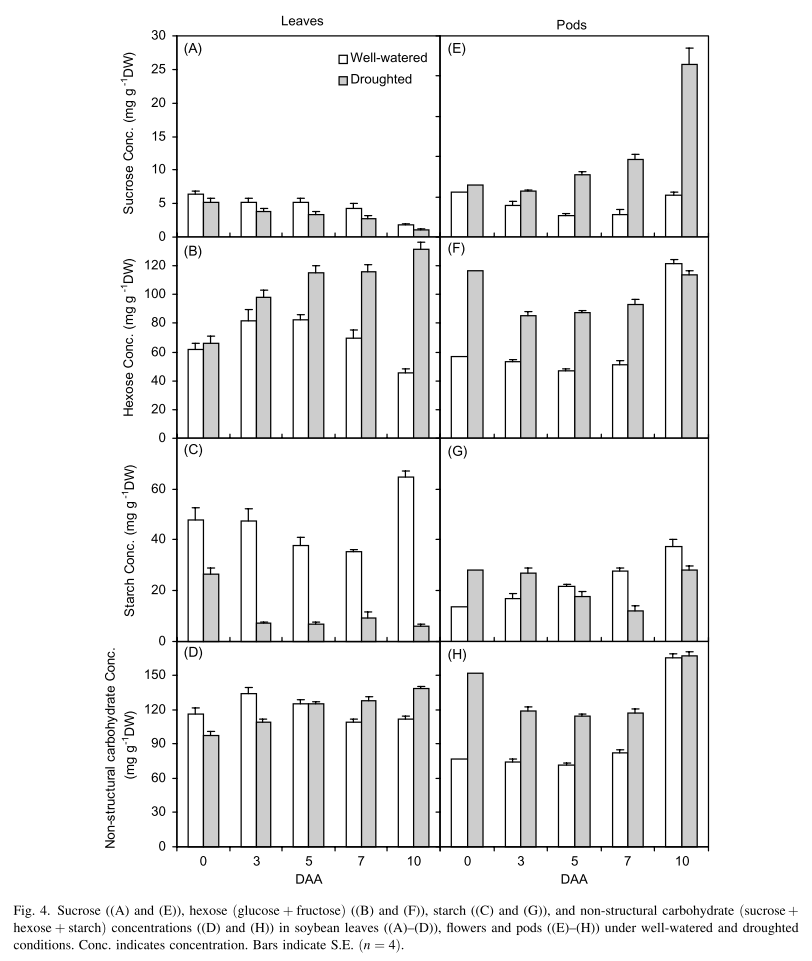 Leaves
Pods
(A)
(E)
Well-watered
Droughted
30
25
20
15
10
5
0
Sucrose Conc. (mg g -1DW)
(B)
(F)
120
100
80
60
40
20
0
Hexose Conc. (mg g -1DW)
(C)
(G)
60
40
20
0
Starch Conc. (mg g -1DW)
(D)
(H)
150
120
90
60
30
0
Non-structural carbohydrate Conc.
(mg g-1DW)
0 3 5 7 10
0 3 5 7 10
DAA
DAA
Fig. 4. Sucrose ((A) and (E)), hexose (glucose + fructose) ((B) and (F)), starch ((C) and (G)), and non-structural carbohydrate (sucrose +
hexose + starch) concentrations ((D) and (H)) in soybean leaves ((A)–(D)), flowers and pods ((E)–(H)) under well-watered and droughted
conditions. Conc. indicates concentration. Bars indicate S.E. (n = 4).